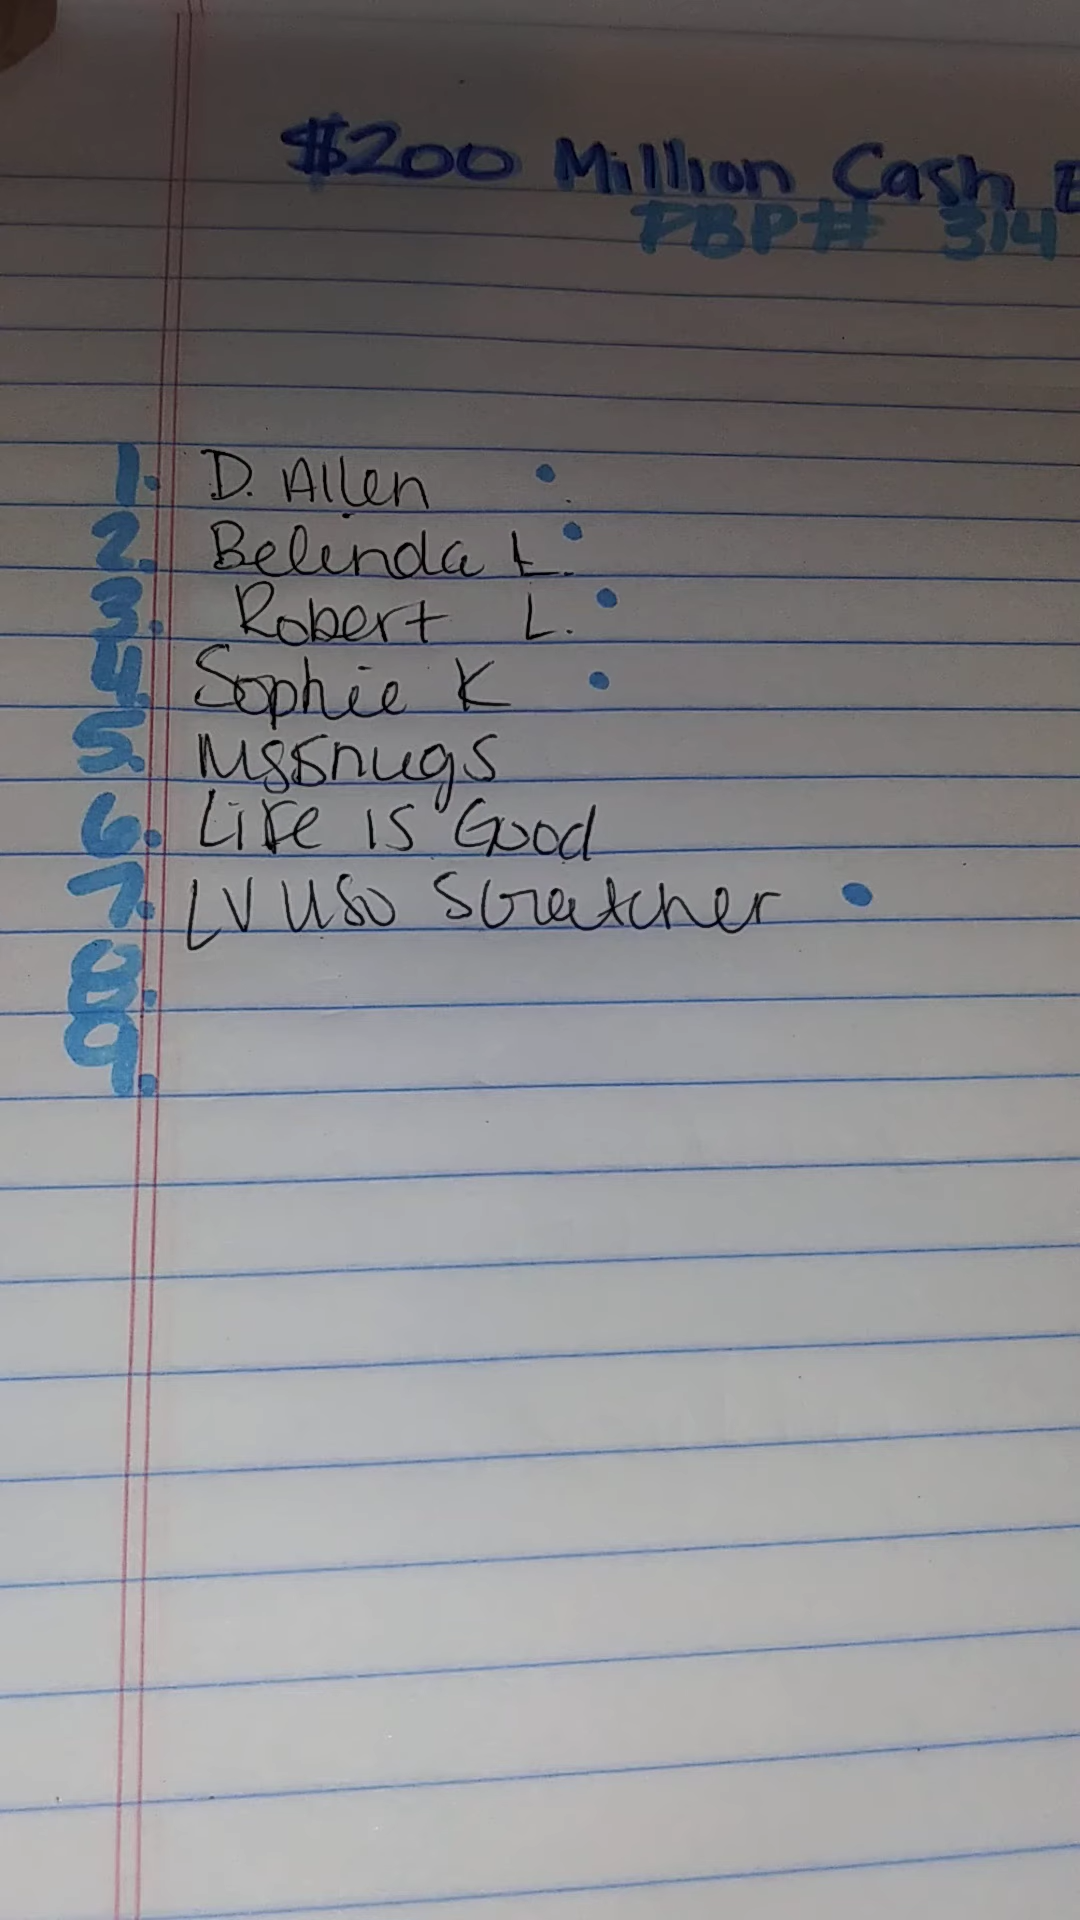 $200 Million Cash
PBP# 314
1. D. Allen
2. Belinda L.
3. Robert L.
4. Sophie K
5. MsSnugs
6. Life is Good
7. LV USO Scratcher
8.
9.